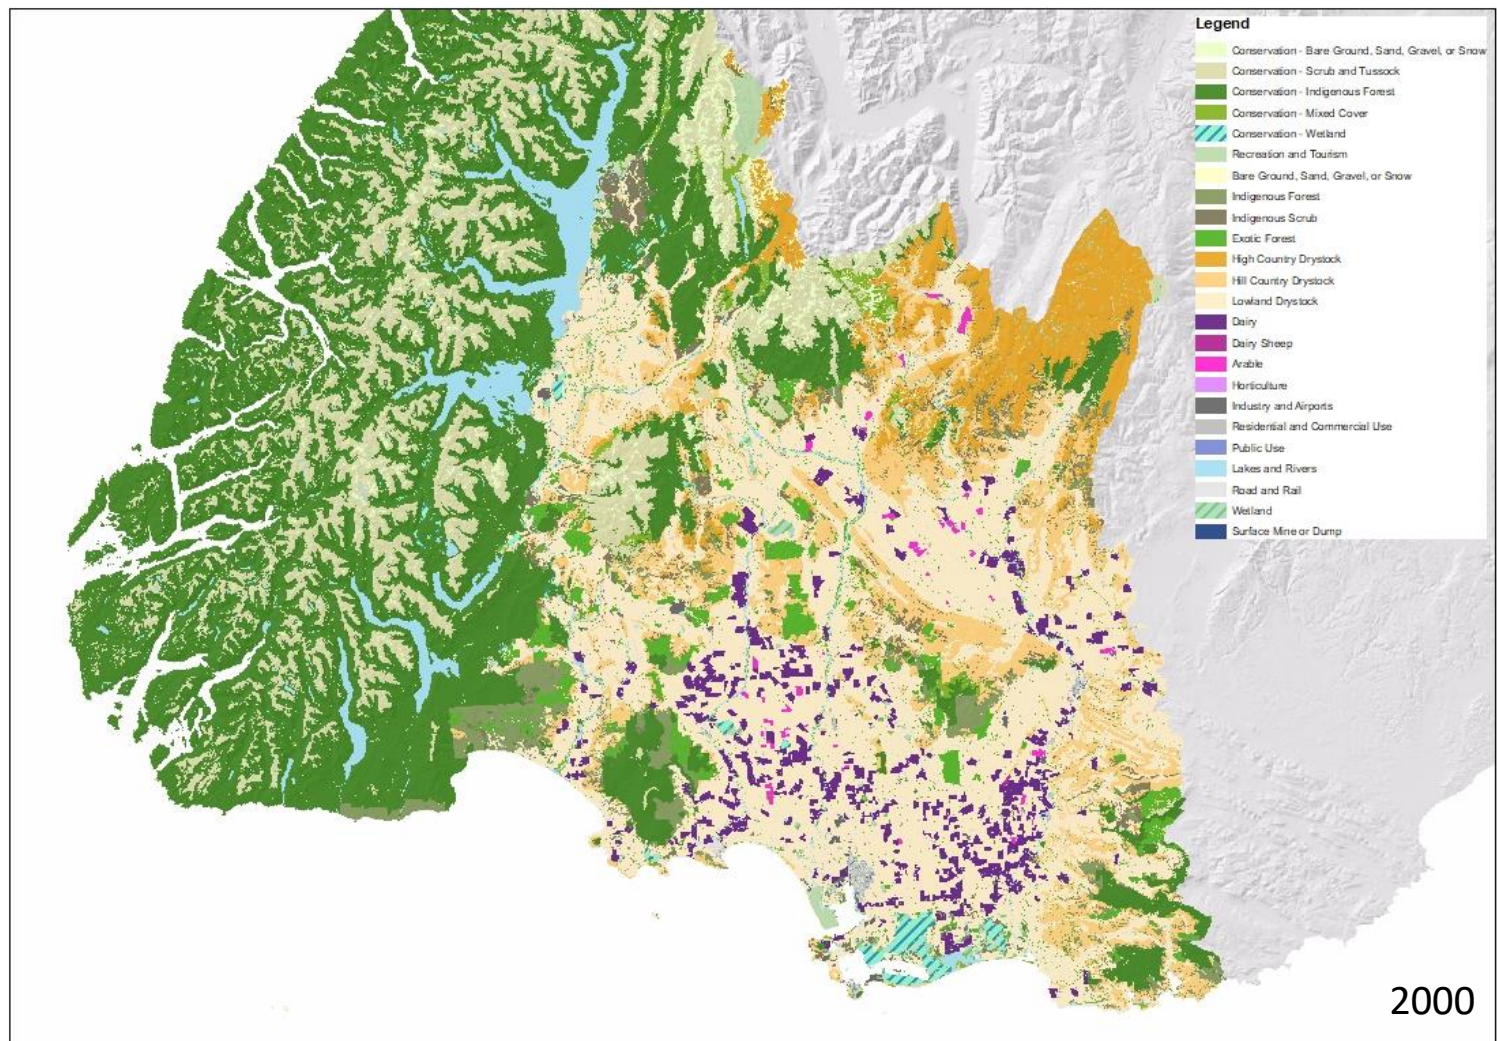 Legend
Conservation - Bare Ground, Sand, Gravel, or Snow
Conservation - Scrub and Tussock
Conservation - Indigenous Forest
Conservation - Mixed Cover
Conservation - Wetland
Recreation and Tourism
Bare Ground, Sand, Gravel, or Snow
Indigenous Forest
Indigenous Scrub
Exotic Forest
High Country Drystock
Hill Country Drystock
Lowland Drystock
Dairy
Dairy Sheep
Arable
Horticulture
Industry and Airports
Residential and Commercial Use
Public Use
Lakes and Rivers
Road and Rail
Wetland
Surface Mine or Dump
2000